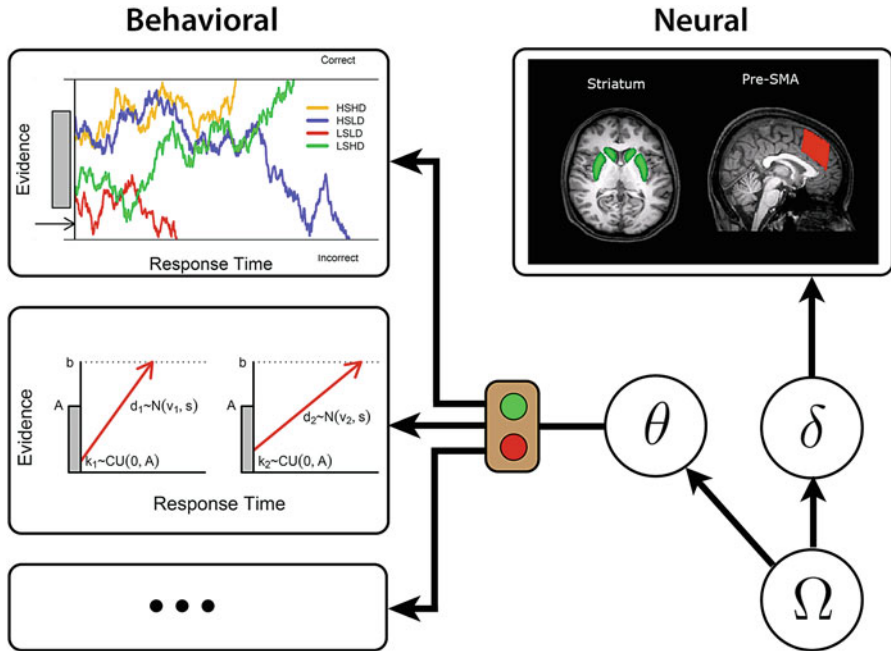 Behavioral
Neural
Correct
HSHD
HSLD
LSLD
LSHD
Evidence
Response Time
Incorrect
Striatum
Pre-SMA
b
A
d₁~N(v₁, s)
k₁~CU(0, A)
b
A
d₂~N(v₂, s)
k₂~CU(0, A)
Evidence
Response Time
•••
θ
δ
Ω